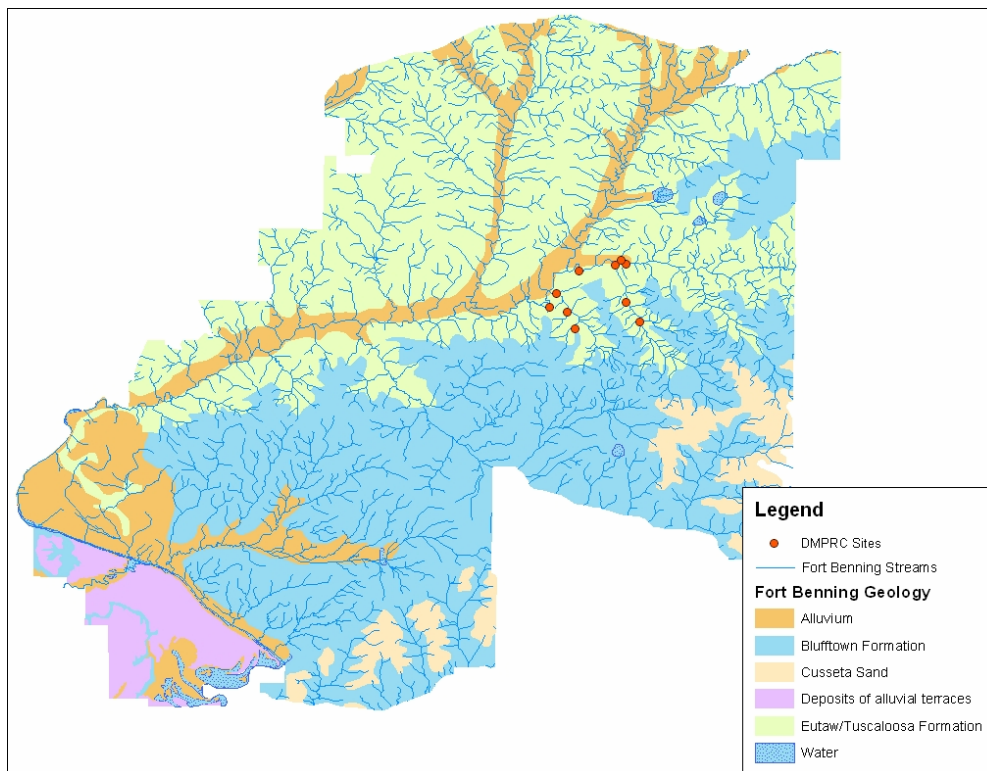 Legend
DMPRC Sites
Fort Benning Streams
Fort Benning Geology
Alluvium
Blufftown Formation
Cusseta Sand
Deposits of alluvial terraces
Eutaw/Tuscaloosa Formation
Water